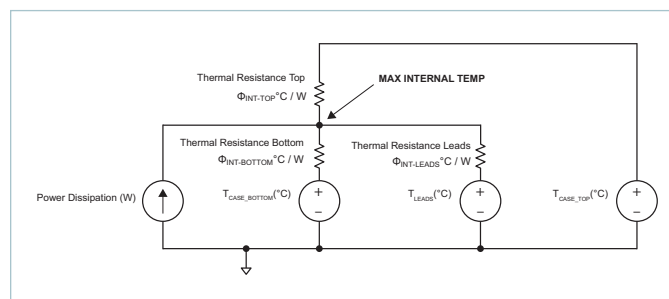 Thermal Resistance Top
MAX INTERNAL TEMP
ΦINT-TOP°C / W
Thermal Resistance Bottom
Thermal Resistance Leads
ΦINT-BOTTOM°C / W
ΦINT-LEADS°C / W
Power Dissipation (W)
TCASE_BOTTOM(°C)
+
–
TLEADS(°C)
+
–
TCASE_TOP(°C)
+
–